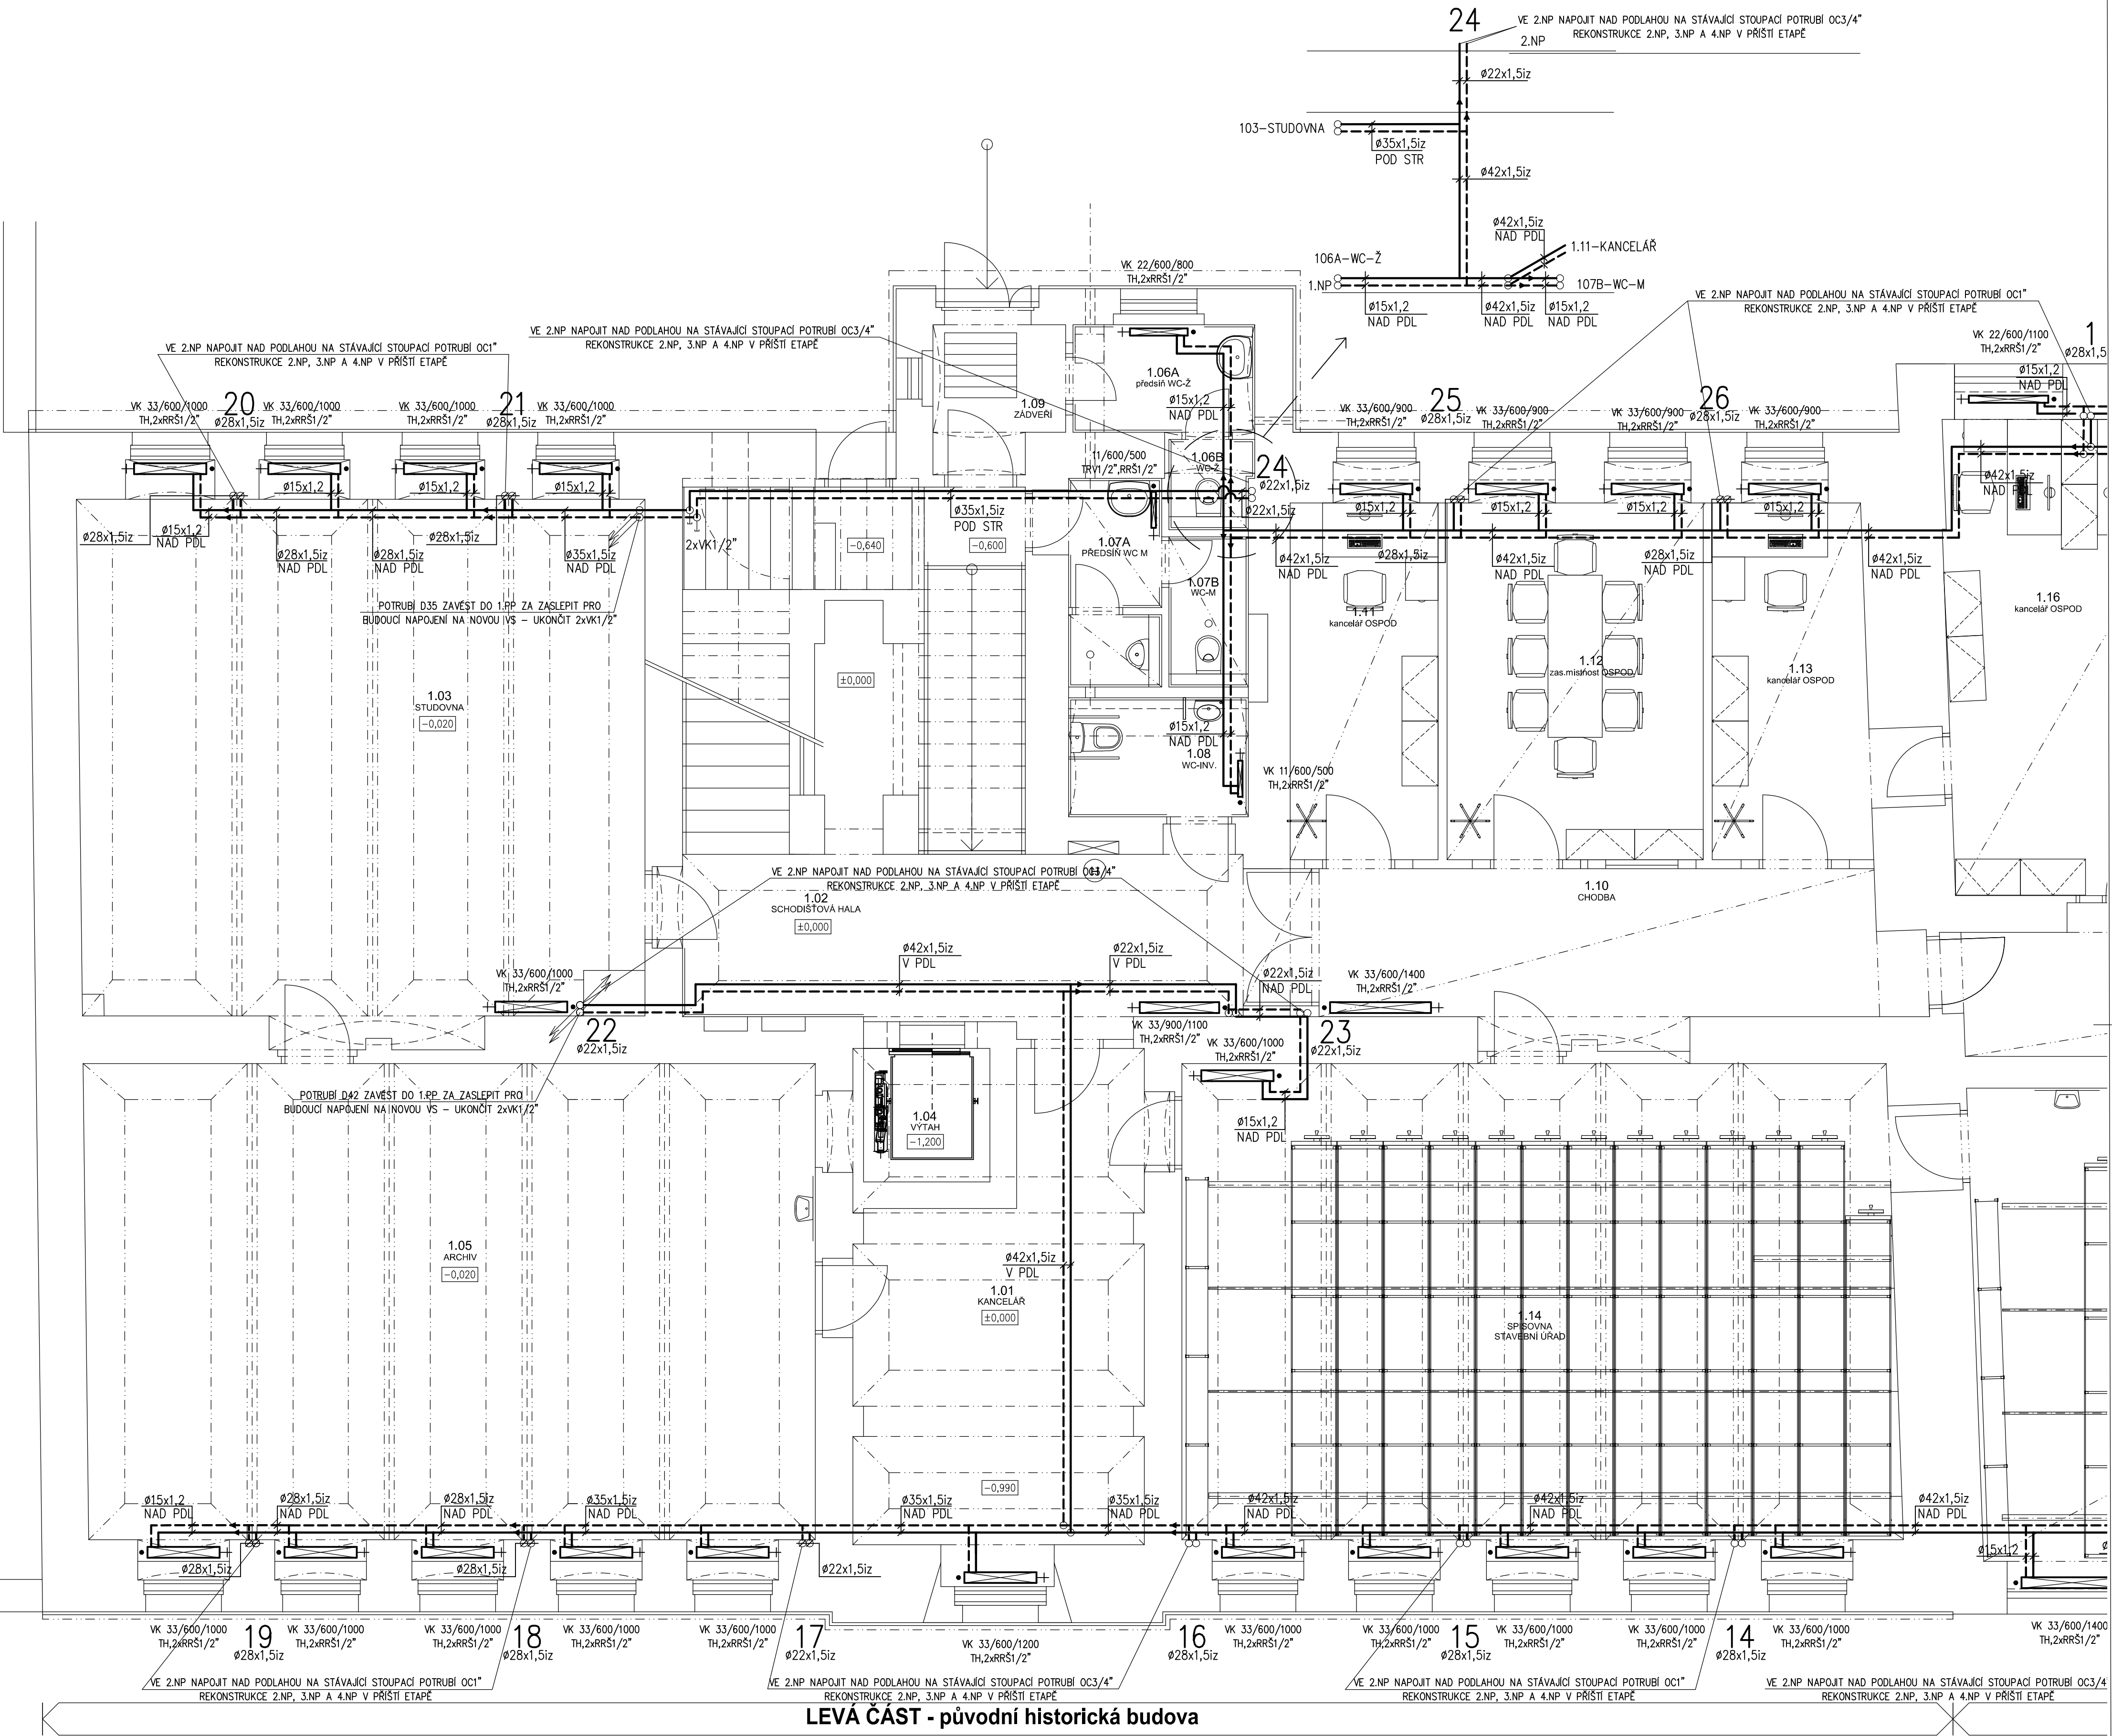 24
VE 2.NP NAPOJIT NAD PODLAHOU NA STÁVAJÍCÍ STOUPACÍ POTRUBÍ OC3/4"
REKONSTRUKCE 2.NP, 3.NP A 4.NP V PŘÍŠTÍ ETAPĚ
2.NP
ø22x1,5iz
103-STUDOVNA
ø35x1,5iz
POD STR
ø42x1,5iz
ø42x1,5iz
NAD PDL
1.11-KANCELÁŘ
106A-WC-Ž
1.NP
107B-WC-M
ø15x1,2
NAD PDL
ø42x1,5iz
NAD PDL
ø15x1,2
NAD PDL
VE 2.NP NAPOJIT NAD PODLAHOU NA STÁVAJÍCÍ STOUPACÍ POTRUBÍ OC1"
REKONSTRUKCE 2.NP, 3.NP A 4.NP V PŘÍŠTÍ ETAPĚ
VK 22/600/800
TH,2xRRŠ1/2"
VE 2.NP NAPOJIT NAD PODLAHOU NA STÁVAJÍCÍ STOUPACÍ POTRUBÍ OC3/4"
REKONSTRUKCE 2.NP, 3.NP A 4.NP V PŘÍŠTÍ ETAPĚ
VE 2.NP NAPOJIT NAD PODLAHOU NA STÁVAJÍCÍ STOUPACÍ POTRUBÍ OC1"
REKONSTRUKCE 2.NP, 3.NP A 4.NP V PŘÍŠTÍ ETAPĚ
VK 22/600/1100
TH,2xRRŠ1/2"
1
ø28x1,5
ø15x1,2
NAD PDL
VK 33/600/1000
TH,2xRRŠ1/2"
20
ø28x1,5iz
VK 33/600/1000
TH,2xRRŠ1/2"
VK 33/600/1000
TH,2xRRŠ1/2"
21
ø28x1,5iz
VK 33/600/1000
TH,2xRRŠ1/2"
1.06A
předsíň WC-Ž
ø15x1,2
NAD PDL
1.09
ZÁDVEŘÍ
VK 33/600/900
TH,2xRRŠ1/2"
25
ø28x1,5iz
VK 33/600/900
TH,2xRRŠ1/2"
VK 33/600/900
TH,2xRRŠ1/2"
26
ø28x1,5iz
VK 33/600/900
TH,2xRRŠ1/2"
11/600/500
TRV1/2",RRŠ1/2"
1.06B
WC-Ž
24
ø22x1,5iz
ø42x1,5iz
NAD PDL
ø15x1,2
ø15x1,2
ø15x1,2
ø28x1,5iz
ø15x1,2
NAD PDL
ø28x1,5iz
NAD PDL
ø28x1,5iz
NAD PDL
ø28x1,5iz
ø35x1,5iz
NAD PDL
2xVK1/2"
ø35x1,5iz
POD STR
-0,640
-0,600
ø22x1,5iz
ø15x1,2
ø15x1,2
ø15x1,2
ø15x1,2
1.07A
PŘEDSÍŇ WC M
ø42x1,5iz
NAD PDL
ø28x1,5iz
ø42x1,5iz
NAD PDL
ø28x1,5iz
NAD PDL
ø42x1,5iz
NAD PDL
1.07B
WC-M
POTRUBÍ D35 ZAVÉST DO 1.PP ZA ZASLEPIT PRO
BUDOUCÍ NAPOJENÍ NA NOVOU VS - UKONČIT 2xVK1/2"
1.11
kancelář OSPOD
1.16
kancelář OSPOD
1.12
zas.místnost OSPOD
1.13
kancelář OSPOD
1.03
STUDOVNA
-0,020
±0,000
ø15x1,2
NAD PDL
1.08
WC-INV.
VK 11/600/500
TH,2xRRŠ1/2"
VE 2.NP NAPOJIT NAD PODLAHOU NA STÁVAJÍCÍ STOUPACÍ POTRUBÍ OC3/4"
REKONSTRUKCE 2.NP, 3.NP A 4.NP V PŘÍŠTÍ ETAPĚ
1.02
SCHODIŠŤOVÁ HALA
±0,000
1.10
CHODBA
ø42x1,5iz
V PDL
ø22x1,5iz
V PDL
VK 33/600/1000
TH,2xRRŠ1/2"
ø22x1,5iz
NAD PDL
VK 33/600/1400
TH,2xRRŠ1/2"
22
ø22x1,5iz
VK 33/900/1100
TH,2xRRŠ1/2"
VK 33/600/1000
TH,2xRRŠ1/2"
23
ø22x1,5iz
POTRUBÍ D42 ZAVÉST DO 1.PP ZA ZASLEPIT PRO
BUDOUCÍ NAPOJENÍ NA NOVOU VS - UKONČIT 2xVK1/2"
1.04
VÝTAH
-1,200
ø15x1,2
NAD PDL
1.05
ARCHIV
-0,020
ø42x1,5iz
V PDL
1.01
KANCELÁŘ
±0,000
1.14
SPISOVNA
STAVEBNÍ ÚŘAD
-0,990
ø15x1,2
NAD PDL
ø28x1,5iz
NAD PDL
ø28x1,5iz
NAD PDL
ø35x1,5iz
NAD PDL
ø35x1,5iz
NAD PDL
ø35x1,5iz
NAD PDL
ø42x1,5iz
NAD PDL
ø42x1,5iz
NAD PDL
ø42x1,5iz
NAD PDL
ø28x1,5iz
ø28x1,5iz
ø22x1,5iz
ø15x1,2
VK 33/600/1000
TH,2xRRŠ1/2"
19
ø28x1,5iz
VK 33/600/1000
TH,2xRRŠ1/2"
VK 33/600/1000
TH,2xRRŠ1/2"
18
ø28x1,5iz
VK 33/600/1000
TH,2xRRŠ1/2"
VK 33/600/1000
TH,2xRRŠ1/2"
17
ø22x1,5iz
VK 33/600/1200
TH,2xRRŠ1/2"
16
ø28x1,5iz
VK 33/600/1000
TH,2xRRŠ1/2"
VK 33/600/1000
TH,2xRRŠ1/2"
15
ø28x1,5iz
VK 33/600/1000
TH,2xRRŠ1/2"
VK 33/600/1000
TH,2xRRŠ1/2"
14
ø28x1,5iz
VK 33/600/1000
TH,2xRRŠ1/2"
VK 33/600/1400
TH,2xRRŠ1/2"
VE 2.NP NAPOJIT NAD PODLAHOU NA STÁVAJÍCÍ STOUPACÍ POTRUBÍ OC1"
REKONSTRUKCE 2.NP, 3.NP A 4.NP V PŘÍŠTÍ ETAPĚ
VE 2.NP NAPOJIT NAD PODLAHOU NA STÁVAJÍCÍ STOUPACÍ POTRUBÍ OC3/4"
REKONSTRUKCE 2.NP, 3.NP A 4.NP V PŘÍŠTÍ ETAPĚ
VE 2.NP NAPOJIT NAD PODLAHOU NA STÁVAJÍCÍ STOUPACÍ POTRUBÍ OC1"
REKONSTRUKCE 2.NP, 3.NP A 4.NP V PŘÍŠTÍ ETAPĚ
VE 2.NP NAPOJIT NAD PODLAHOU NA STÁVAJÍCÍ STOUPACÍ POTRUBÍ OC3/4
REKONSTRUKCE 2.NP, 3.NP A 4.NP V PŘÍŠTÍ ETAPĚ
LEVÁ ČÁST - původní historická budova